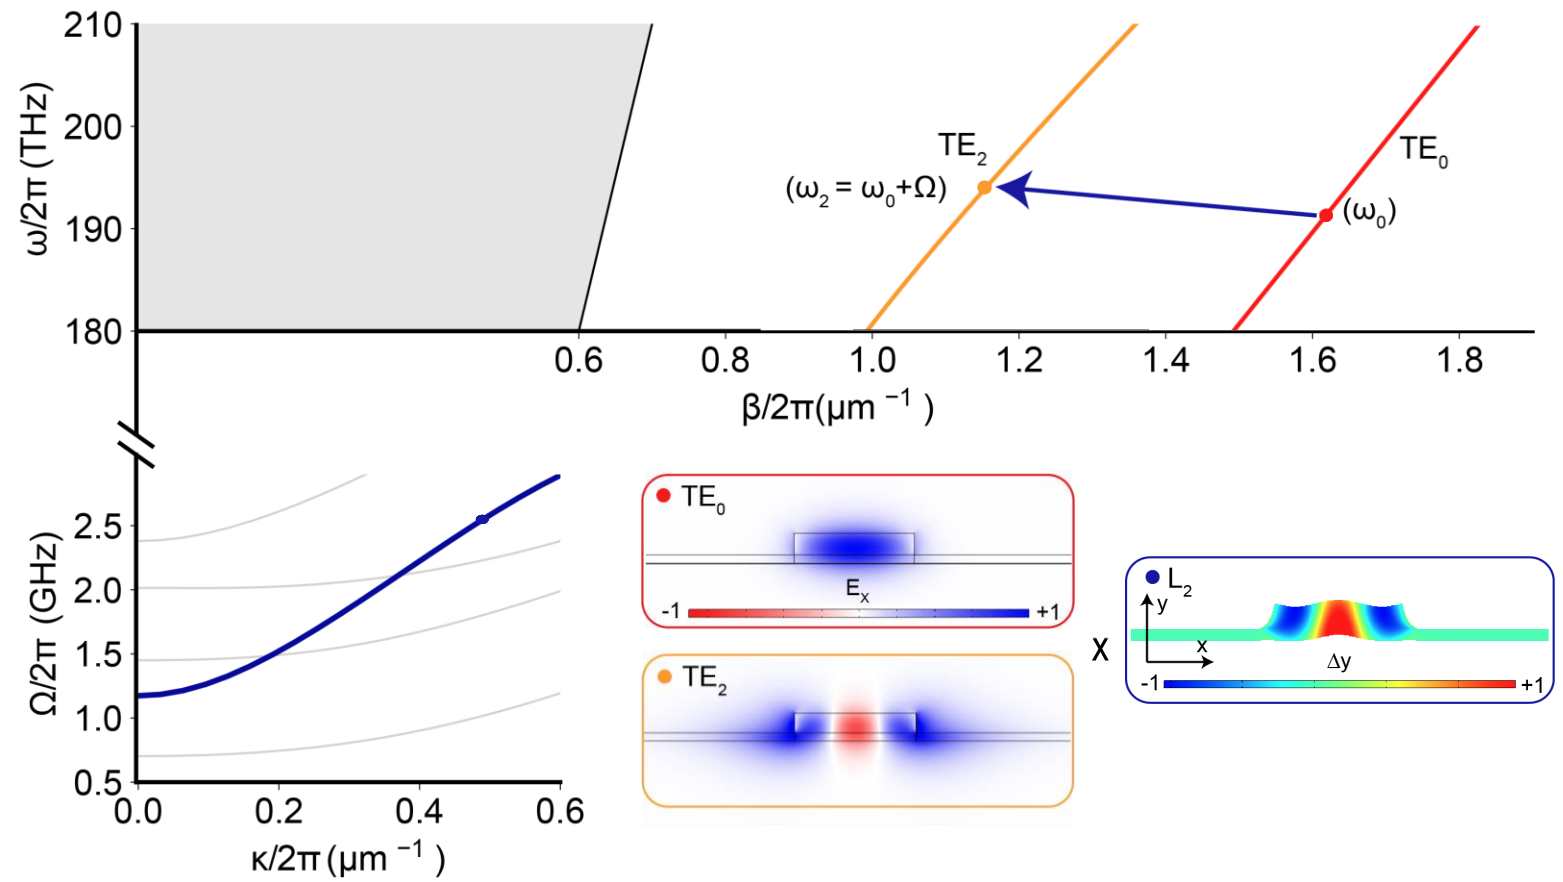 210
200
190
180
ω/2π (THz)
TE₂
(ω₂ = ω₀+Ω)
TE₀
(ω₀)
0.6 0.8 1.0 1.2 1.4 1.6 1.8
β/2π(μm ⁻¹ )
2.5
2.0
1.5
1.0
0.5
Ω/2π (GHz)
0.0 0.2 0.4 0.6
κ/2π (μm ⁻¹ )
TE₀
Eₓ
-1 +1
TE₂
X
L₂
y
x
Δy
-1 +1